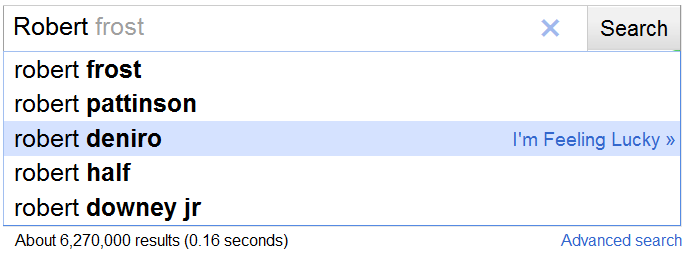 Robert frost Search
robert frost
robert pattinson
robert deniro I'm Feeling Lucky »
robert half
robert downey jr
About 6,270,000 results (0.16 seconds) Advanced search